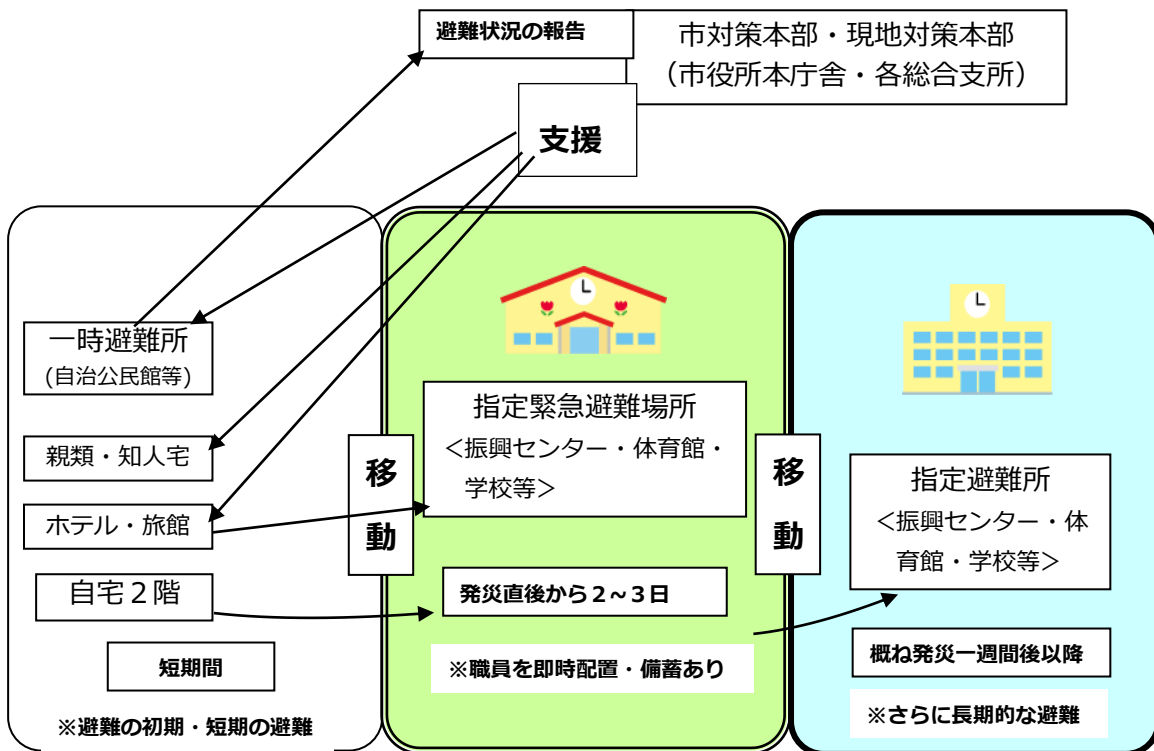 避難状況の報告
市対策本部・現地対策本部
（市役所本庁舎・各総合支所）
支援
一時避難所
(自治公民館等)
親類・知人宅
ホテル・旅館
自宅２階
短期間
※避難の初期・短期の避難
移
動
指定緊急避難場所
＜振興センター・体育館・
学校等＞
発災直後から２～３日
※職員を即時配置・備蓄あり
移
動
指定避難所
＜振興センター・体
育館・学校等＞
概ね発災一週間後以降
※さらに長期的な避難